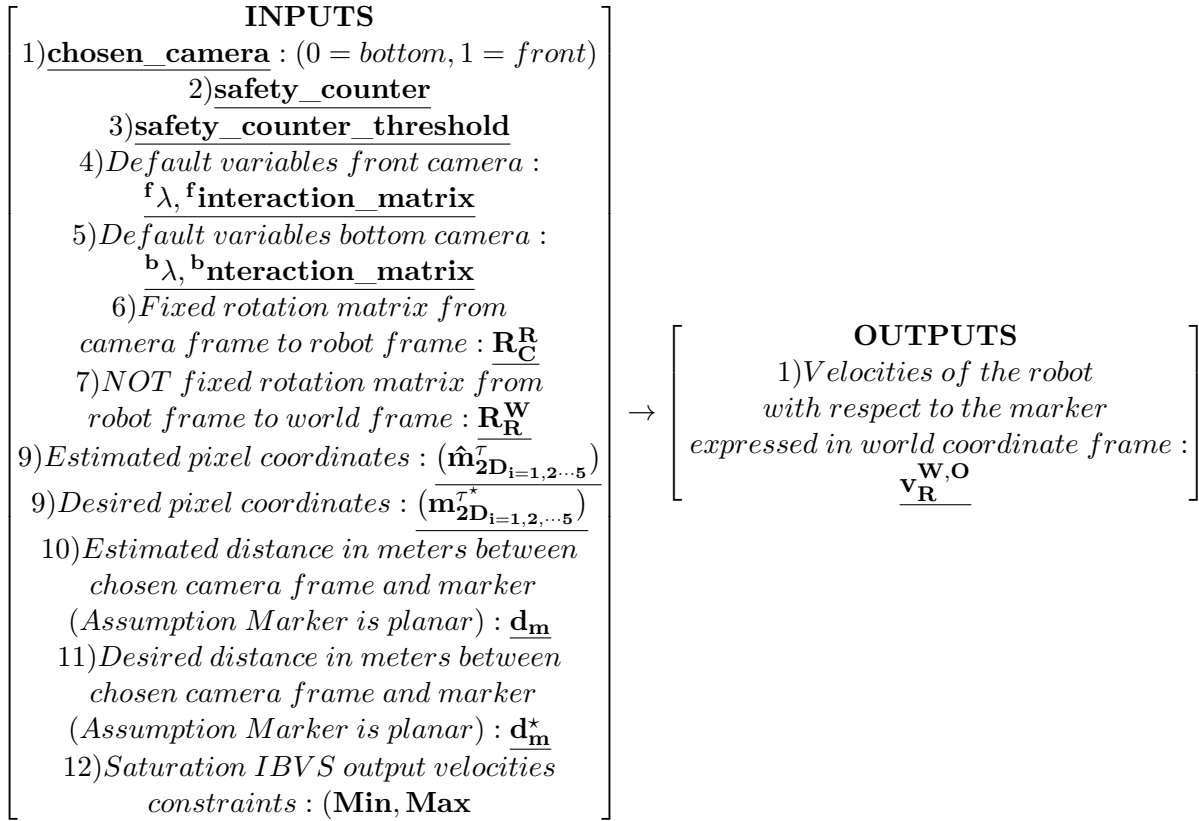 INPUTS
1)chosen_camera : (0 = bottom, 1 = front)
2)safety_counter
3)safety_counter_threshold
4)Default variables front camera :
^fλ, ^finteraction_matrix
5)Default variables bottom camera :
^bλ, ^bnteraction_matrix
6)Fixed rotation matrix from
camera frame to robot frame : R_C^R
7)NOT fixed rotation matrix from
robot frame to world frame : R_R^W
9)Estimated pixel coordinates : (m̂_{2D_{i=1,2⋯5}}^τ)
9)Desired pixel coordinates : (m_{2D_{i=1,2,⋯5}}^{τ⋆})
10)Estimated distance in meters between
chosen camera frame and marker
(Assumption Marker is planar) : d_m
11)Desired distance in meters between
chosen camera frame and marker
(Assumption Marker is planar) : d_m^⋆
12)Saturation IBVS output velocities
constraints : (Min, Max
→
OUTPUTS
1)Velocities of the robot
with respect to the marker
expressed in world coordinate frame :
v_R^{W,O}